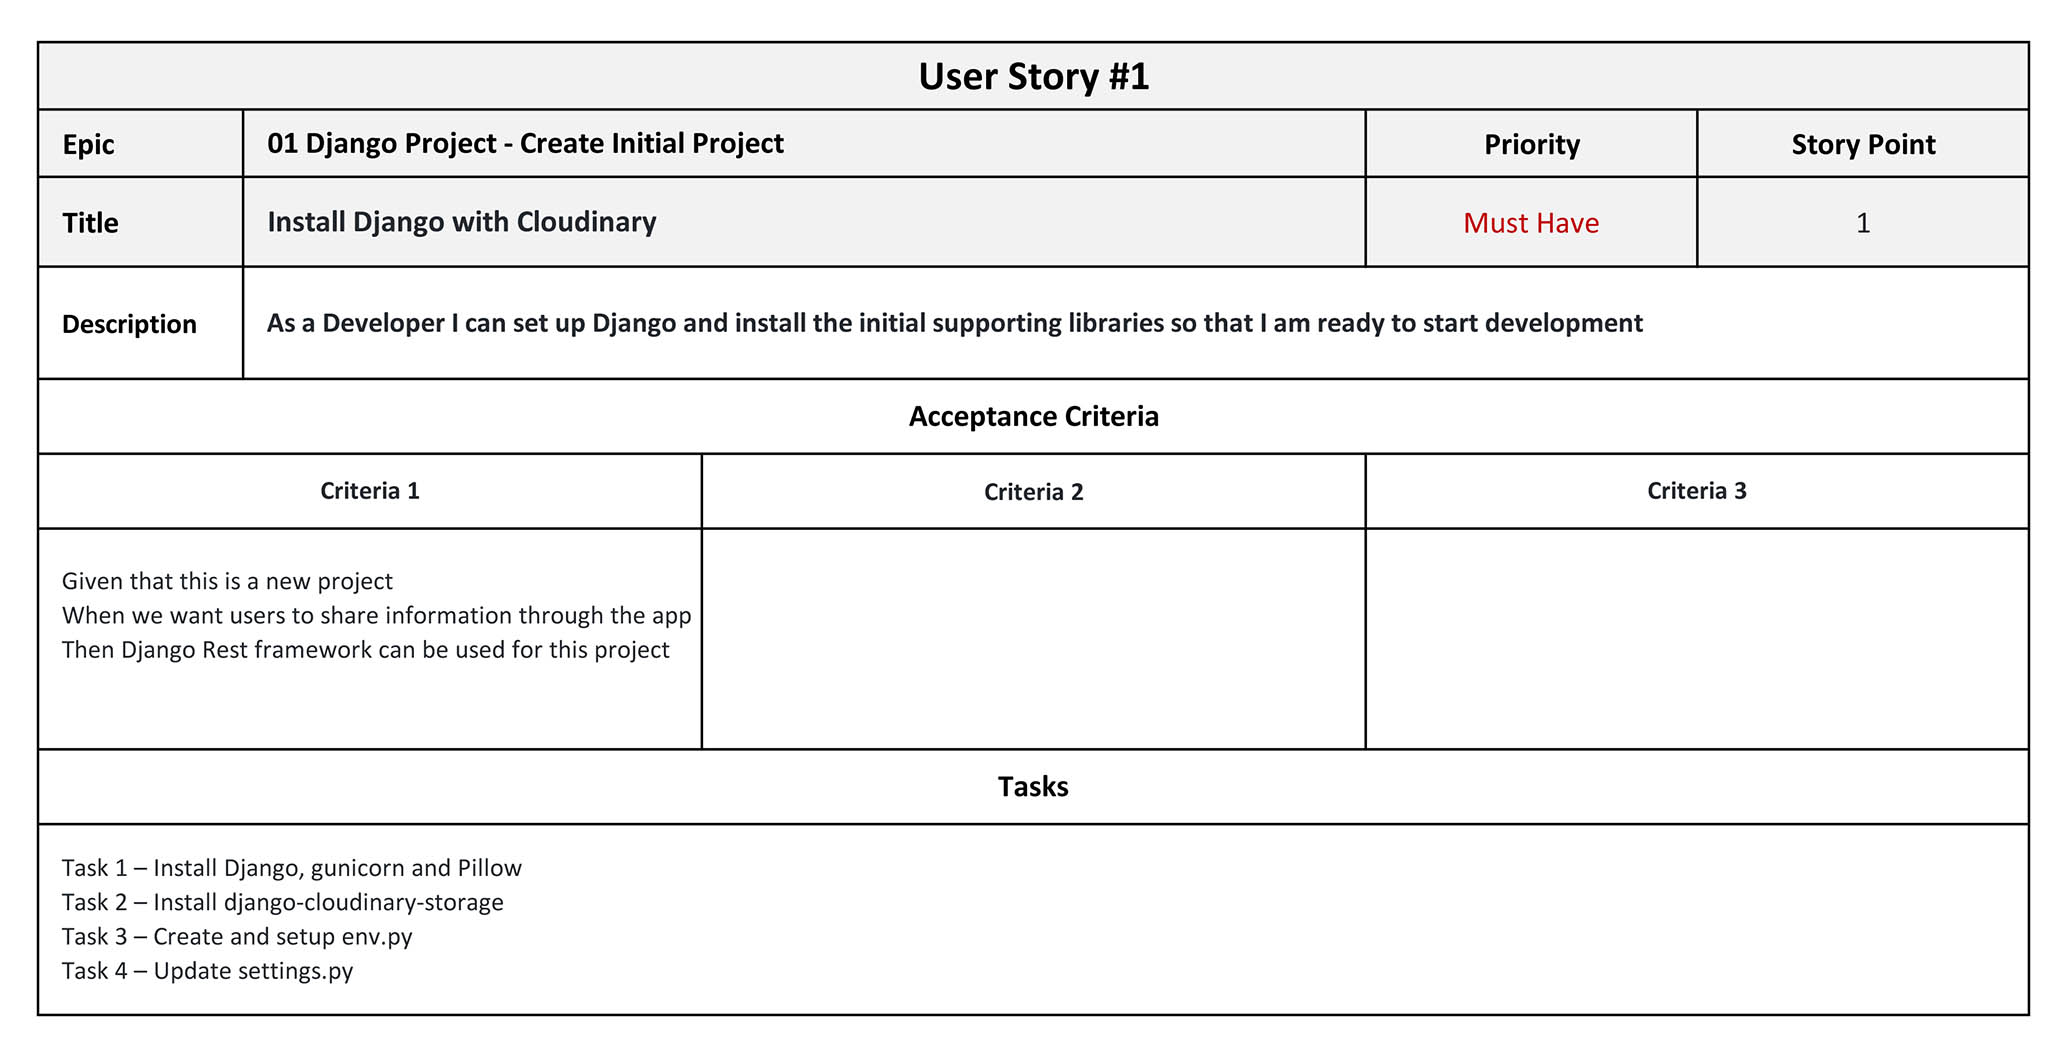 User Story #1
Epic
01 Django Project - Create Initial Project
Priority
Story Point
Title
Install Django with Cloudinary
Must Have
1
Description
As a Developer I can set up Django and install the initial supporting libraries so that I am ready to start development
Acceptance Criteria
Criteria 1
Criteria 2
Criteria 3
Given that this is a new project
When we want users to share information through the app
Then Django Rest framework can be used for this project
Tasks
Task 1 – Install Django, gunicorn and Pillow
Task 2 – Install django-cloudinary-storage
Task 3 – Create and setup env.py
Task 4 – Update settings.py